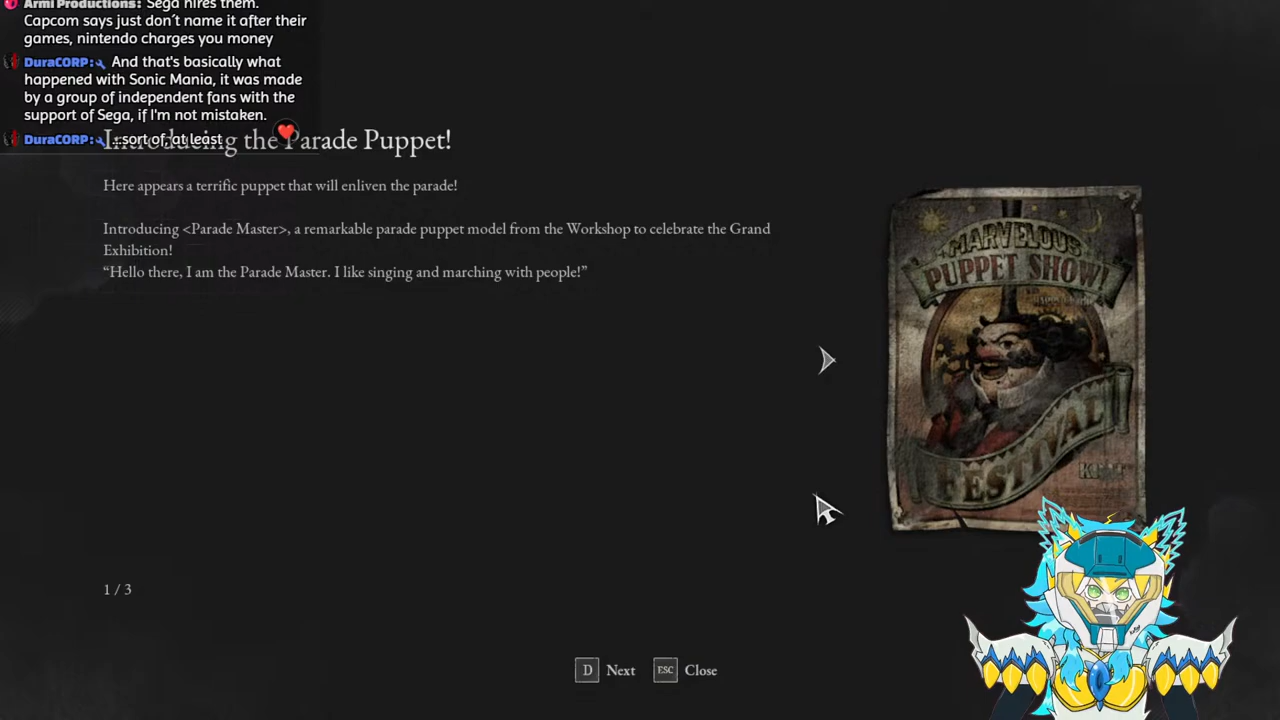 Armi Productions: Sega hires them.
Capcom says just don´t name it after their
games, nintendo charges you money
DuraCORP: And that's basically what
happened with Sonic Mania, it was made
by a group of independent fans with the
support of Sega, if I'm not mistaken.
DuraCORP: ...sort of, at least
Introducing the Parade Puppet!
Here appears a terrific puppet that will enliven the parade!
Introducing <Parade Master>, a remarkable parade puppet model from the Workshop to celebrate the Grand
Exhibition!
“Hello there, I am the Parade Master. I like singing and marching with people!”
MARVELOUS
PUPPET SHOW!
FESTIVAL
1 / 3
D Next ESC Close